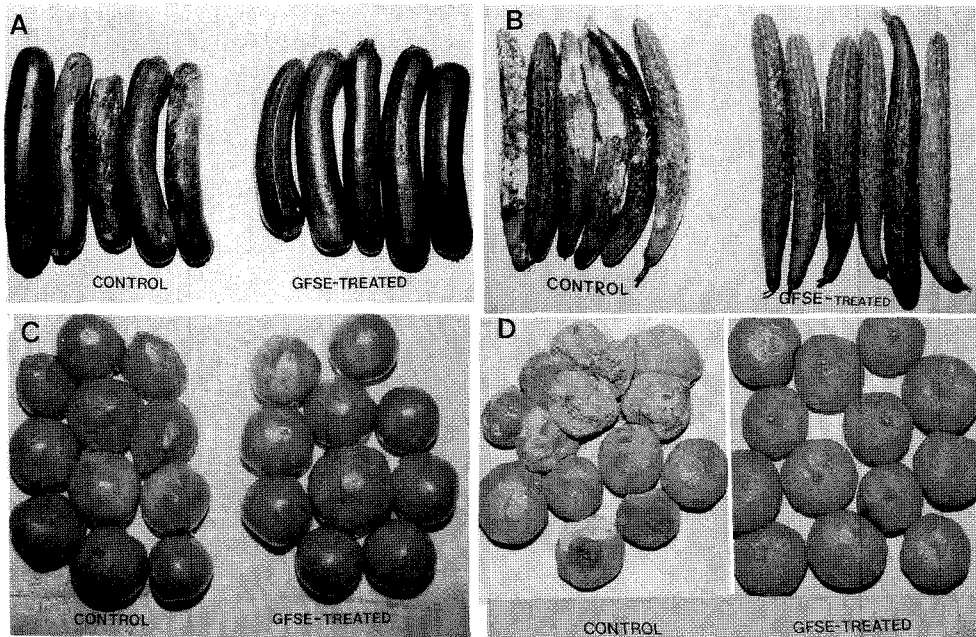 A
CONTROL
GFSE-TREATED
B
CONTROL
GFSE-TREATED
C
CONTROL
GFSE-TREATED
D
CONTROL
GFSE-TREATED